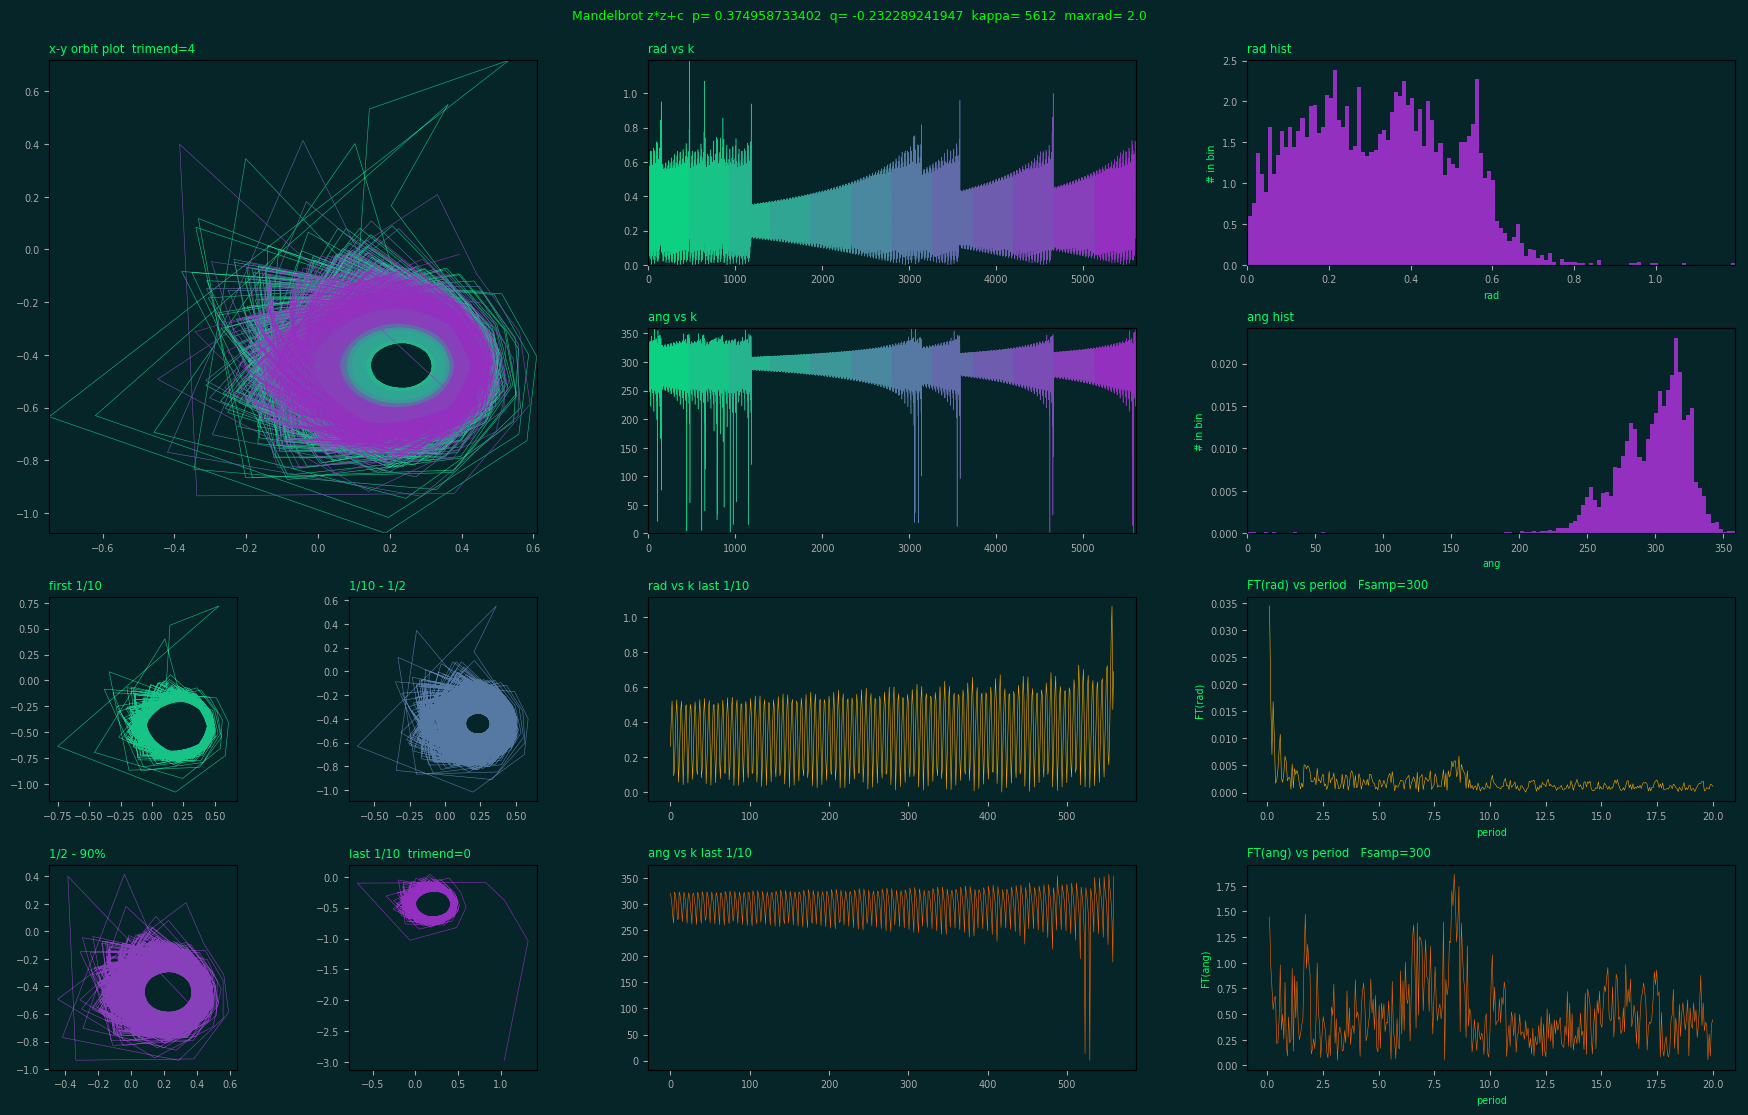 Mandelbrot z*z+c  p= 0.374958733402  q= -0.232289241947  kappa= 5612  maxrad= 2.0
x-y orbit plot  trimend=4
0.6
0.4
0.2
0.0
−0.2
−0.4
−0.6
−0.8
−1.0
−0.6 −0.4 −0.2 0.0 0.2 0.4 0.6
rad vs k
1.0
0.8
0.6
0.4
0.2
0.0
0 1000 2000 3000 4000 5000
rad hist
# in bin
2.5
2.0
1.5
1.0
0.5
0.0
0.0 0.2 0.4 0.6 0.8 1.0
rad
ang vs k
350
300
250
200
150
100
50
0
0 1000 2000 3000 4000 5000
ang hist
# in bin
0.020
0.015
0.010
0.005
0.000
0 50 100 150 200 250 300 350
ang
first 1/10
0.75
0.50
0.25
0.00
−0.25
−0.50
−0.75
−1.00
−0.75 −0.50 −0.25 0.00 0.25 0.50
1/10 - 1/2
0.6
0.4
0.2
0.0
−0.2
−0.4
−0.6
−0.8
−1.0
−0.50 −0.25 0.00 0.25 0.50
rad vs k last 1/10
1.0
0.8
0.6
0.4
0.2
0.0
0 100 200 300 400 500
FT(rad) vs period   Fsamp=300
FT(rad)
0.035
0.030
0.025
0.020
0.015
0.010
0.005
0.000
0.0 2.5 5.0 7.5 10.0 12.5 15.0 17.5 20.0
period
1/2 - 90%
0.4
0.2
0.0
−0.2
−0.4
−0.6
−0.8
−1.0
−0.4 −0.2 0.0 0.2 0.4 0.6
last 1/10  trimend=0
0.0
−0.5
−1.0
−1.5
−2.0
−2.5
−3.0
−0.5 0.0 0.5 1.0
ang vs k last 1/10
350
300
250
200
150
100
50
0
0 100 200 300 400 500
FT(ang) vs period   Fsamp=300
FT(ang)
1.75
1.50
1.25
1.00
0.75
0.50
0.25
0.00
0.0 2.5 5.0 7.5 10.0 12.5 15.0 17.5 20.0
period